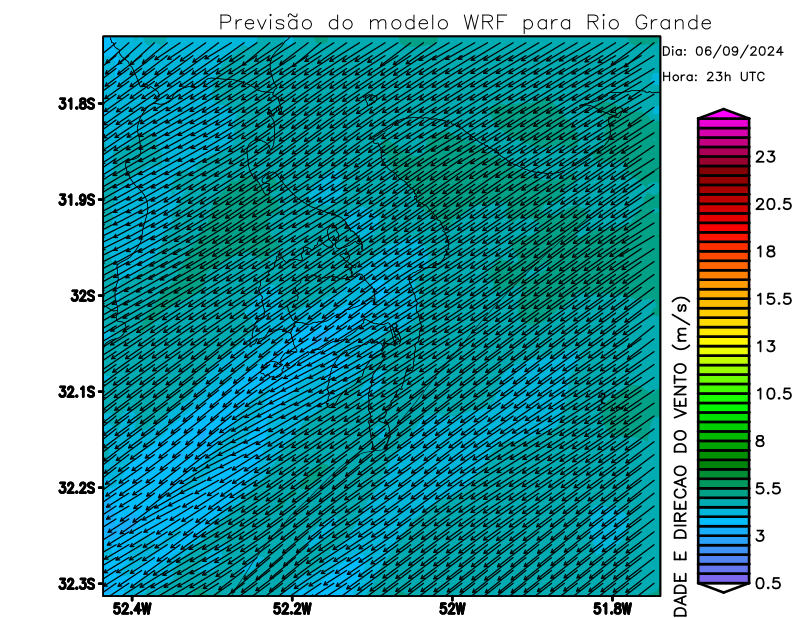 Previsão do modelo WRF para Rio Grande
Dia: 06/09/2024
Hora: 23h UTC
31.8S
31.9S
32S
32.1S
32.2S
32.3S
52.4W
52.2W
52W
51.8W
23
20.5
18
15.5
13
10.5
8
5.5
3
0.5
DADE E DIRECAO DO VENTO (m/s)